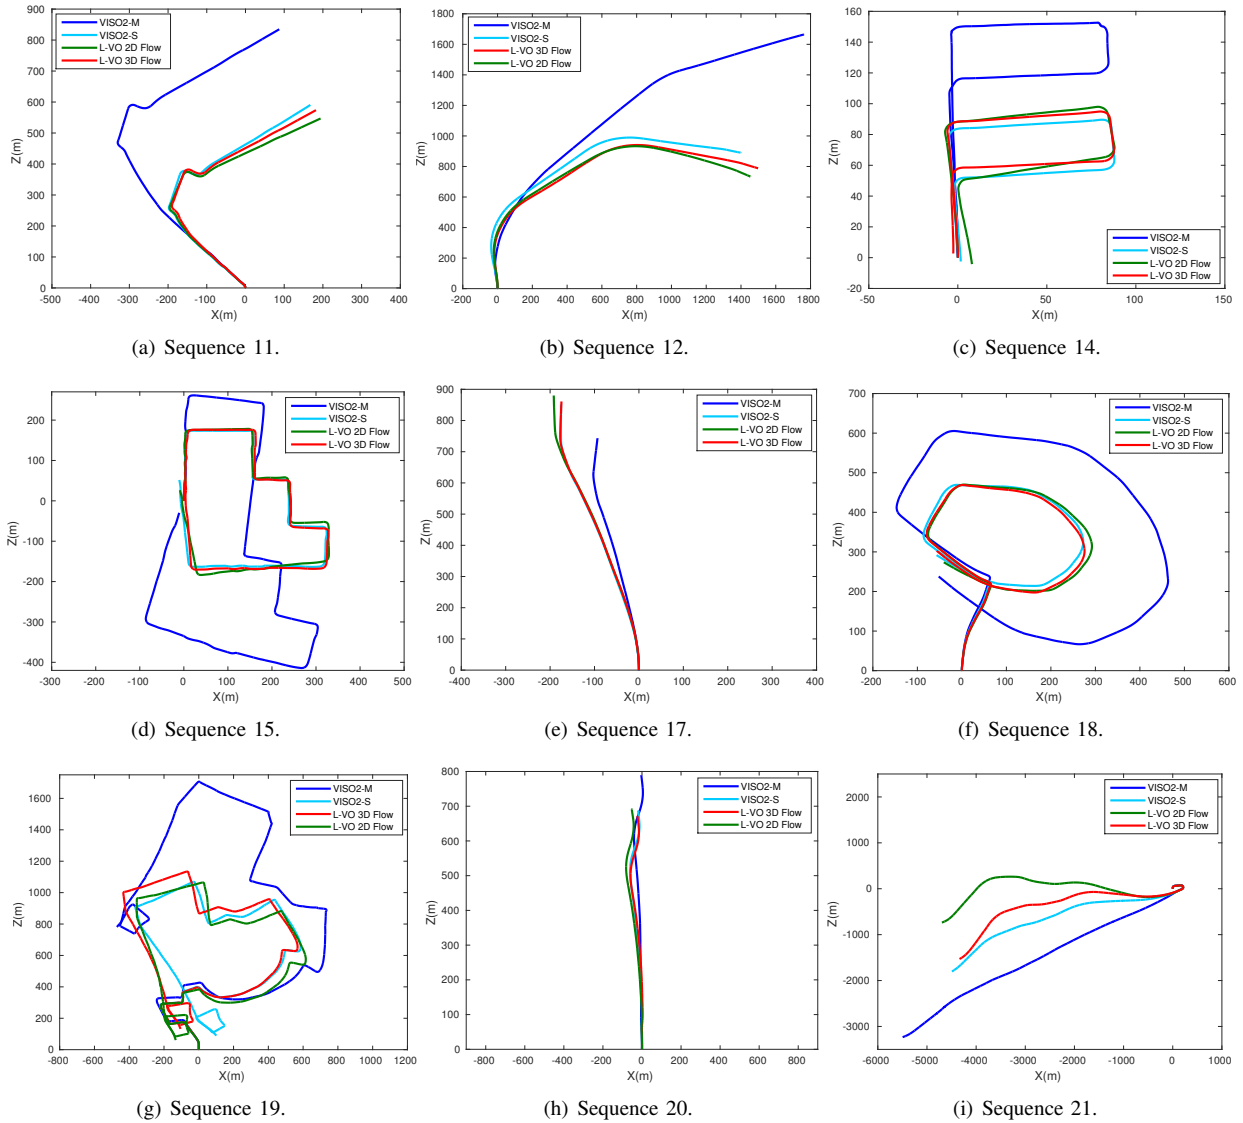 900
800
700
600
500
400
300
200
100
0
-500 -400 -300 -200 -100 0 100 200 300 400
Z(m)
X(m)
VISO2-M
VISO2-S
L-VO 2D Flow
L-VO 3D Flow
(a) Sequence 11.
1800
1600
1400
1200
1000
800
600
400
200
0
-200 0 200 400 600 800 1000 1200 1400 1600 1800
Z(m)
X(m)
VISO2-M
VISO2-S
L-VO 3D Flow
L-VO 2D Flow
(b) Sequence 12.
160
140
120
100
80
60
40
20
0
-20
-50 0 50 100 150
Z(m)
X(m)
VISO2-M
VISO2-S
L-VO 2D Flow
L-VO 3D Flow
(c) Sequence 14.
200
100
0
-100
-200
-300
-400
-300 -200 -100 0 100 200 300 400 500
Z(m)
X(m)
VISO2-M
VISO2-S
L-VO 2D Flow
L-VO 3D Flow
(d) Sequence 15.
900
800
700
600
500
400
300
200
100
0
-400 -300 -200 -100 0 100 200 300 400
Z(m)
X(m)
VISO2-M
VISO2-S
L-VO 2D Flow
L-VO 3D Flow
(e) Sequence 17.
700
600
500
400
300
200
100
0
-200 -100 0 100 200 300 400 500 600
Z(m)
X(m)
VISO2-M
VISO2-S
L-VO 2D Flow
L-VO 3D Flow
(f) Sequence 18.
1600
1400
1200
1000
800
600
400
200
0
-800 -600 -400 -200 0 200 400 600 800 1000 1200
Z(m)
X(m)
VISO2-M
VISO2-S
L-VO 3D Flow
L-VO 2D Flow
(g) Sequence 19.
800
700
600
500
400
300
200
100
0
-800 -600 -400 -200 0 200 400 600 800
Z(m)
X(m)
VISO2-M
VISO2-S
L-VO 3D Flow
L-VO 2D Flow
(h) Sequence 20.
2000
1000
0
-1000
-2000
-3000
-6000 -5000 -4000 -3000 -2000 -1000 0 1000
Z(m)
X(m)
VISO2-M
VISO2-S
L-VO 2D Flow
L-VO 3D Flow
(i) Sequence 21.